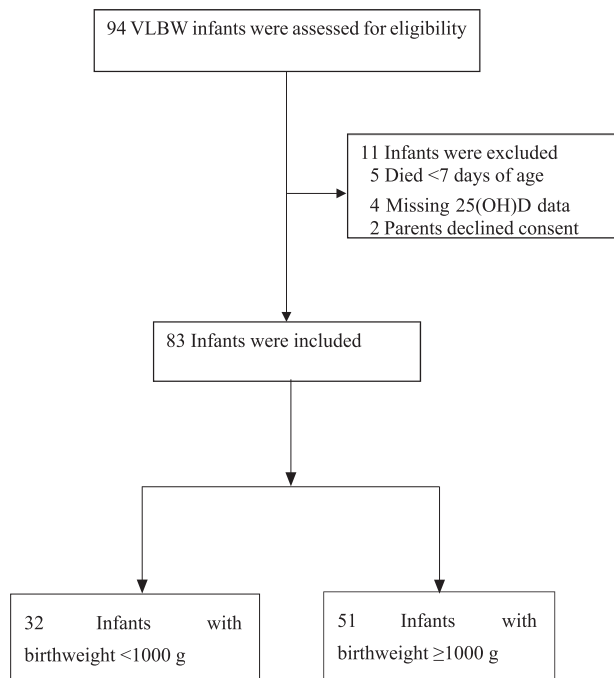 94 VLBW infants were assessed for eligibility
11 Infants were excluded
5 Died <7 days of age
4 Missing 25(OH)D data
2 Parents declined consent
83 Infants were included
32 Infants with
birthweight <1000 g
51 Infants with
birthweight ≥1000 g